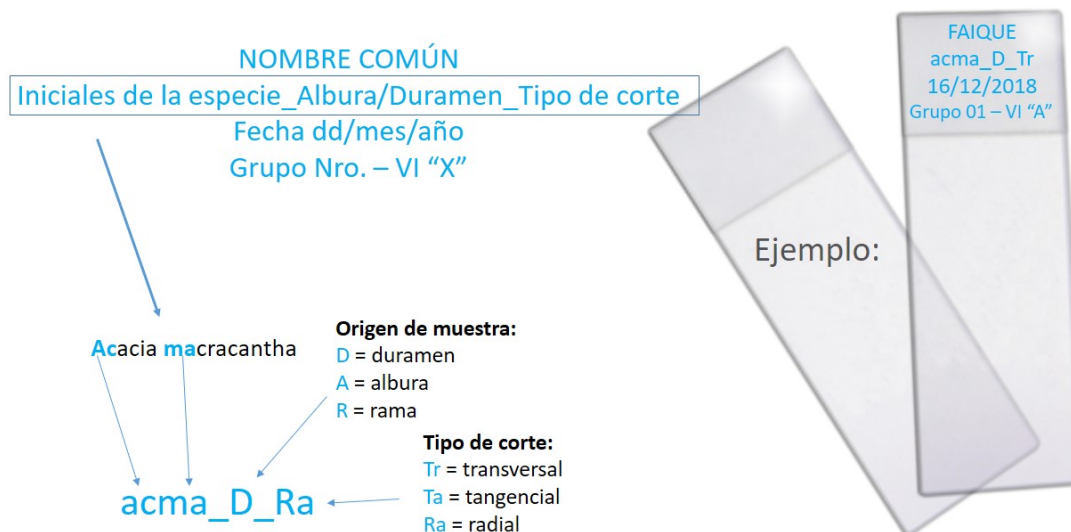 NOMBRE COMÚN
Iniciales de la especie_Albura/Duramen_Tipo de corte
Fecha dd/mes/año
Grupo Nro. – VI “X”
Acacia macracantha
Origen de muestra:
D = duramen
A = albura
R = rama
Tipo de corte:
Tr = transversal
Ta = tangencial
Ra = radial
acma_D_Ra
Ejemplo:
FAIQUE
acma_D_Tr
16/12/2018
Grupo 01 – VI “A”